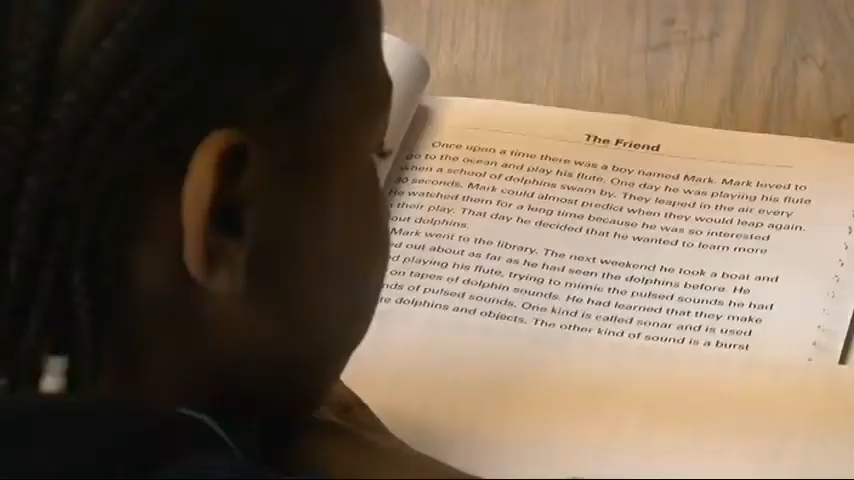 The Friend
Once upon a time there was a boy named Mark. Mark loved to
go to the ocean and play his flute. One day he was playing his flute
when a school of dolphins swam by. They leaped in the air every
30 seconds. Mark could almost predict when they would leap again.
He watched them for a long time because he was so interested
their play. That day he decided that he wanted to learn more
out dolphins.
Mark went to the library. The next weekend he took a boat and
ed out about as far as he had seen the dolphins before. He
d playing his flute, trying to mimic the pulsed sounds he had
on tapes of dolphin sounds. He had learned that they make
nds of pulsed sounds. One kind is called sonar and is used
te dolphins and objects. The other kind of sound is a burst